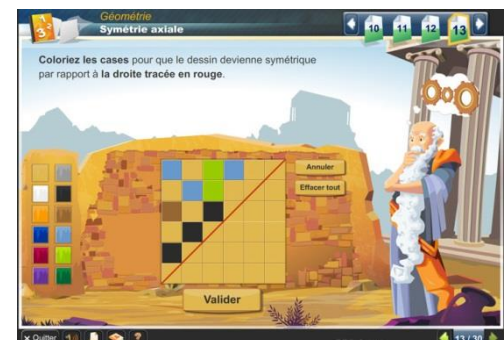 Géométrie
Symétrie axiale
10 11 12 13
Coloriez les cases pour que le dessin devienne symétrique
par rapport à la droite tracée en rouge.
Annuler
Effacer tout
Valider
× Quitter ? 13 / 30